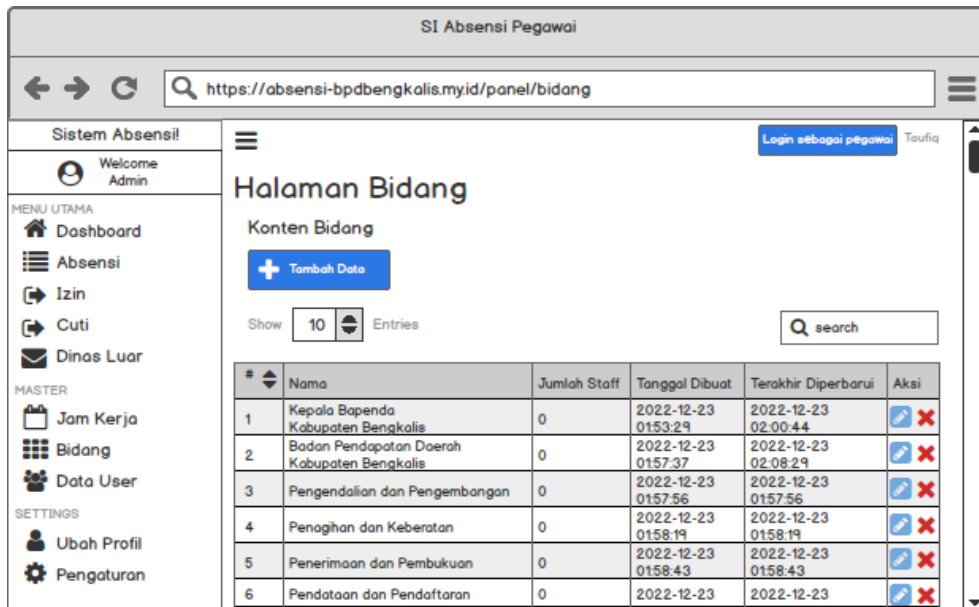 SI Absensi Pegawai
https://absensi-bpdbengkalis.my.id/panel/bidang
Sistem Absensi!
Welcome
Admin
MENU UTAMA
Dashboard
Absensi
Izin
Cuti
Dinas Luar
MASTER
Jam Kerja
Bidang
Data User
SETTINGS
Ubah Profil
Pengaturan
Login sebagai pegawai Taufiq
Halaman Bidang
Konten Bidang
Tambah Data
Show 10 Entries
search
# Nama Jumlah Staff Tanggal Dibuat Terakhir Diperbarui Aksi
1 Kepala Bapenda Kabupaten Bengkalis 0 2022-12-23 01:53:29 2022-12-23 02:00:44
2 Badan Pendapatan Daerah Kabupaten Bengkalis 0 2022-12-23 01:57:37 2022-12-23 02:08:29
3 Pengendalian dan Pengembangan 0 2022-12-23 01:57:56 2022-12-23 01:57:56
4 Penagihan dan Keberatan 0 2022-12-23 01:58:19 2022-12-23 01:58:19
5 Penerimaan dan Pembukuan 0 2022-12-23 01:58:43 2022-12-23 01:58:43
6 Pendataan dan Pendaftaran 0 2022-12-23 2022-12-23